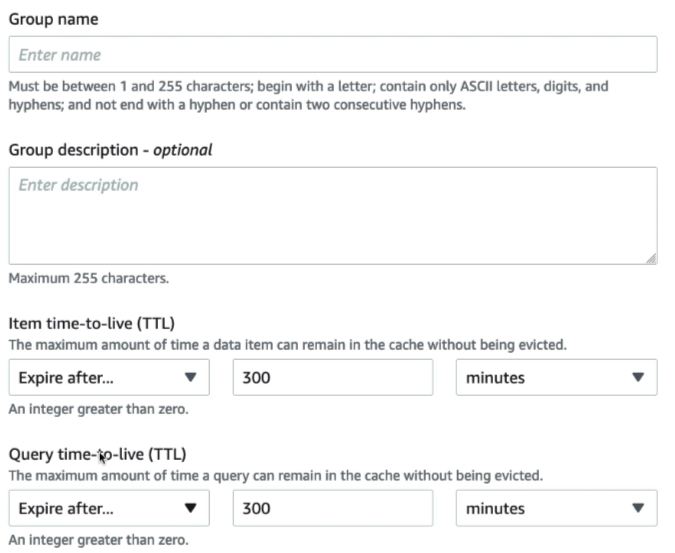 Group name
Enter name
Must be between 1 and 255 characters; begin with a letter; contain only ASCII letters, digits, and
hyphens; and not end with a hyphen or contain two consecutive hyphens.
Group description - optional
Enter description
Maximum 255 characters.
Item time-to-live (TTL)
The maximum amount of time a data item can remain in the cache without being evicted.
Expire after... 300 minutes
An integer greater than zero.
Query time-to-live (TTL)
The maximum amount of time a query can remain in the cache without being evicted.
Expire after... 300 minutes
An integer greater than zero.